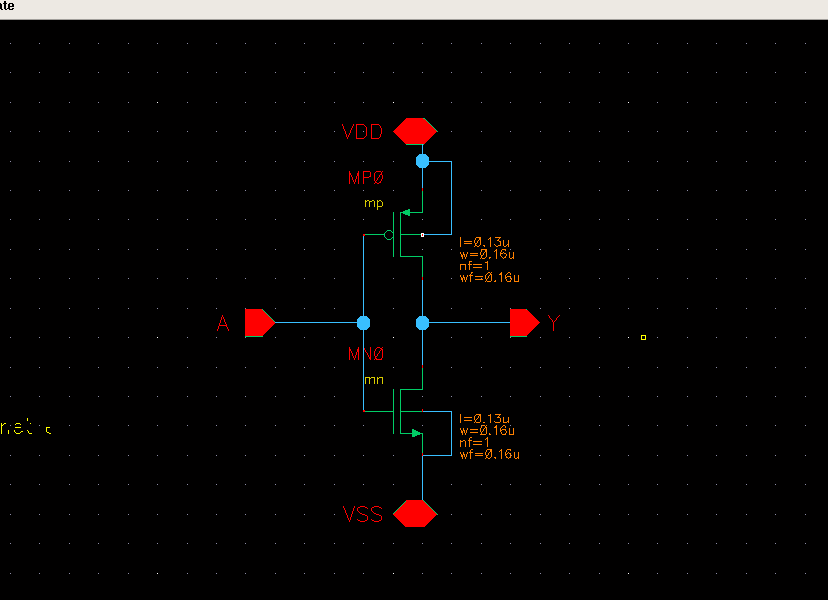 ate
VDD
MP0
mp
l=0.13u
w=0.16u
nf=1
wf=0.16u
A
Y
MN0
mn
l=0.13u
w=0.16u
nf=1
wf=0.16u
VSS